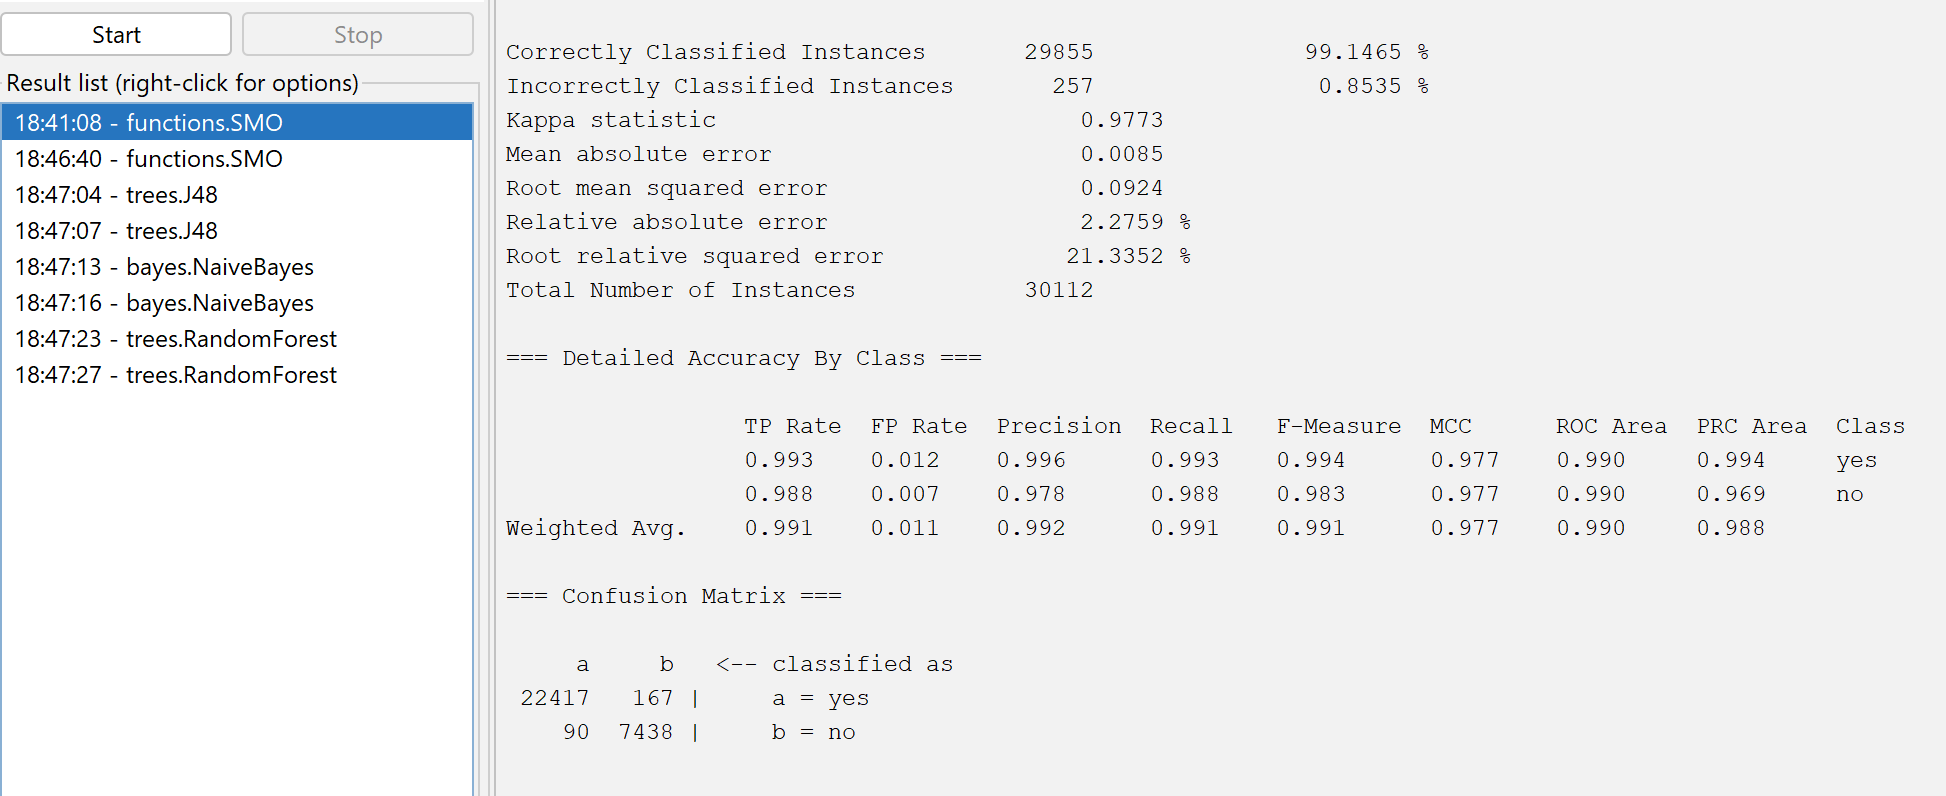 Start
Stop
Result list (right-click for options)
18:41:08 - functions.SMO
18:46:40 - functions.SMO
18:47:04 - trees.J48
18:47:07 - trees.J48
18:47:13 - bayes.NaiveBayes
18:47:16 - bayes.NaiveBayes
18:47:23 - trees.RandomForest
18:47:27 - trees.RandomForest
Correctly Classified Instances 29855 99.1465 %
Incorrectly Classified Instances 257 0.8535 %
Kappa statistic 0.9773
Mean absolute error 0.0085
Root mean squared error 0.0924
Relative absolute error 2.2759 %
Root relative squared error 21.3352 %
Total Number of Instances 30112
=== Detailed Accuracy By Class ===
TP Rate FP Rate Precision Recall F-Measure MCC ROC Area PRC Area Class
0.993 0.012 0.996 0.993 0.994 0.977 0.990 0.994 yes
0.988 0.007 0.978 0.988 0.983 0.977 0.990 0.969 no
Weighted Avg. 0.991 0.011 0.992 0.991 0.991 0.977 0.990 0.988
=== Confusion Matrix ===
a b <-- classified as
22417 167 | a = yes
90 7438 | b = no